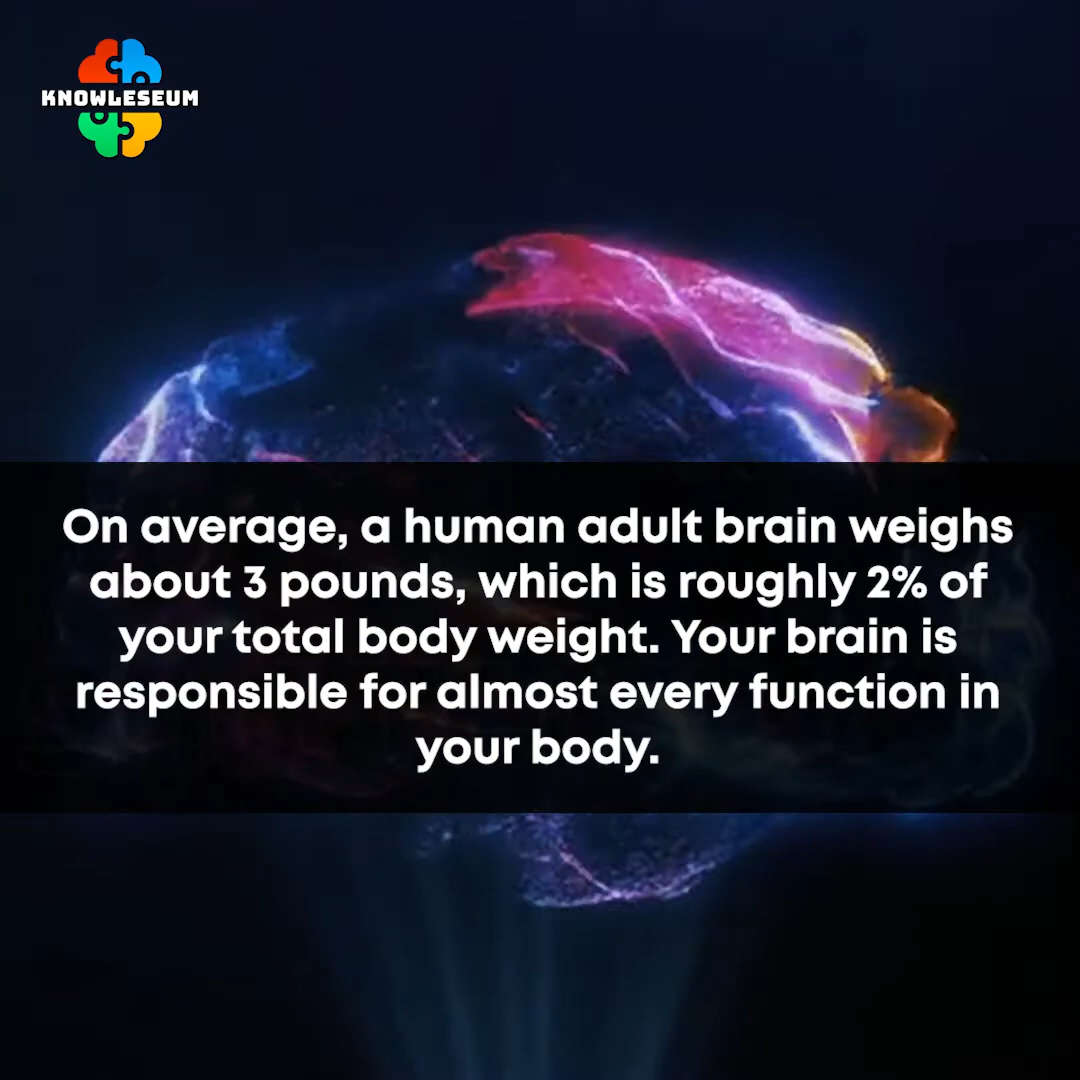 KNOWLESEUM
On average, a human adult brain weighs
about 3 pounds, which is roughly 2% of
your total body weight. Your brain is
responsible for almost every function in
your body.